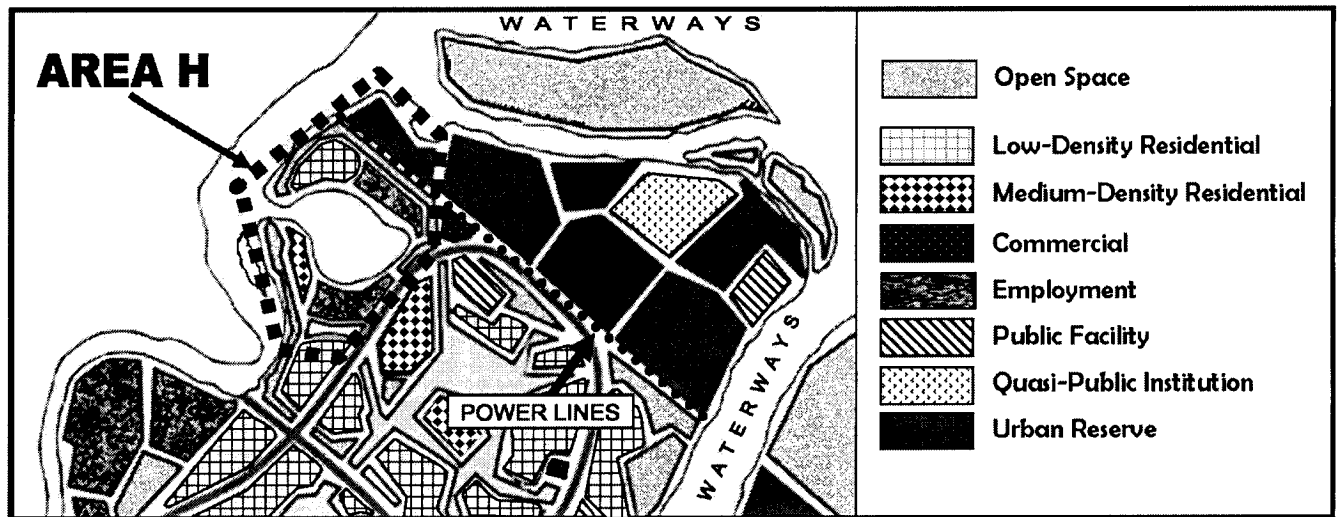 WATERWAYS
AREA H
POWER LINES
WATERWAYS
Open Space
Low-Density Residential
Medium-Density Residential
Commercial
Employment
Public Facility
Quasi-Public Institution
Urban Reserve